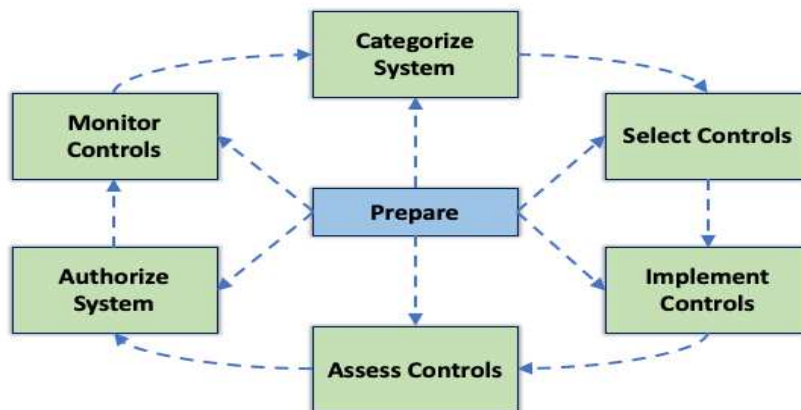 Categorize
System
Monitor
Controls
Select Controls
Prepare
Authorize
System
Implement
Controls
Assess Controls